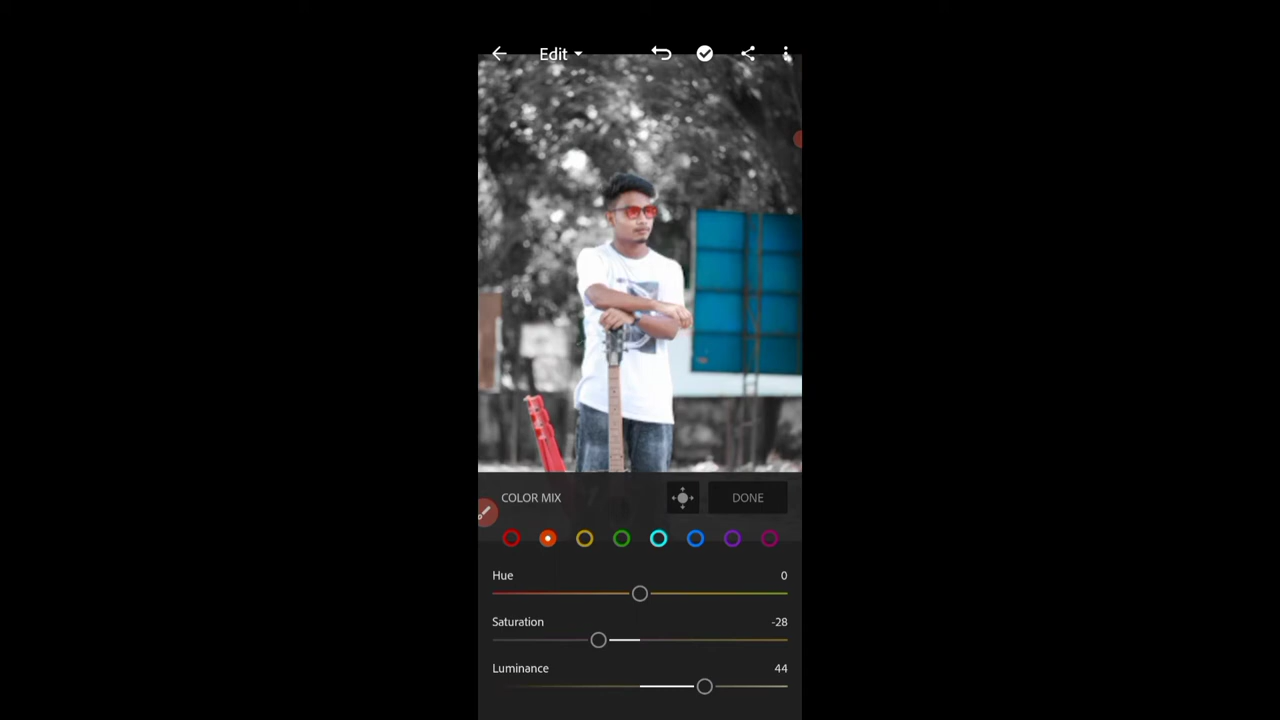 Edit
COLOR MIX
DONE
Hue 0
Saturation -28
Luminance 44